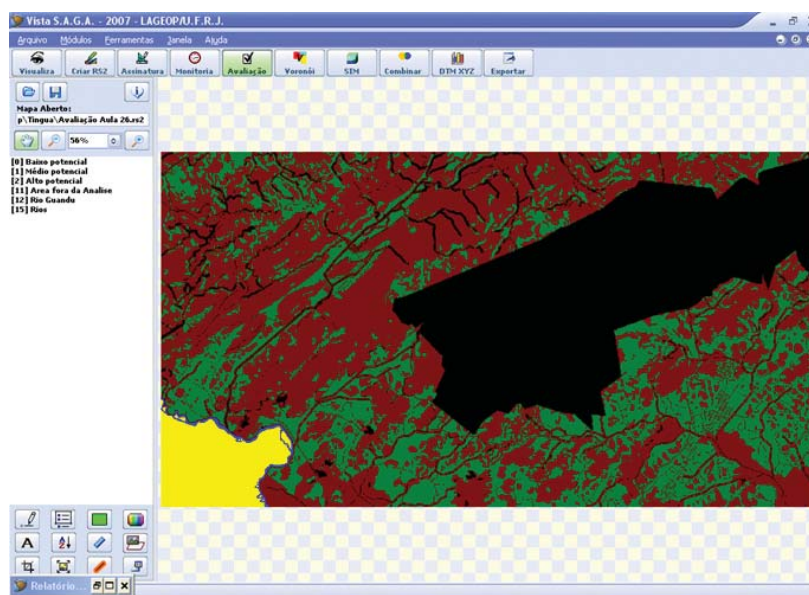 Vista S.A.G.A. - 2007 - LAGEOP/U.F.R.J.
Arquivo Módulos Ferramentas Janela Ajuda
Visualiza Criar RS2 Assinatura Monitoria Avaliação Voronói SIM Combinar DTM XYZ Exportar
Mapa Aberto:
p\Tingua\Avaliação Aula 26.rs2
56%
[0] Baixo potencial
[1] Médio potencial
[2] Alto potencial
[11] Area fora da Analise
[12] Rio Guandu
[15] Rios
A
Relatório...